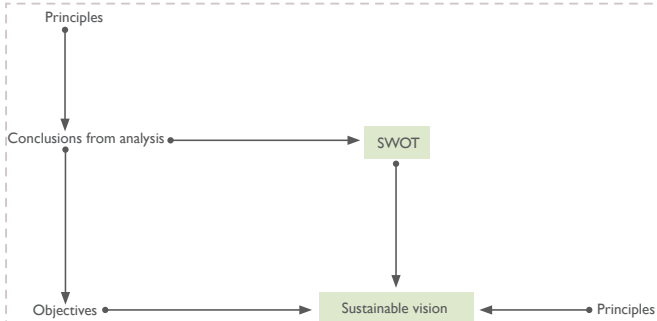 Principles
Conclusions from analysis
SWOT
Objectives
Sustainable vision
Principles